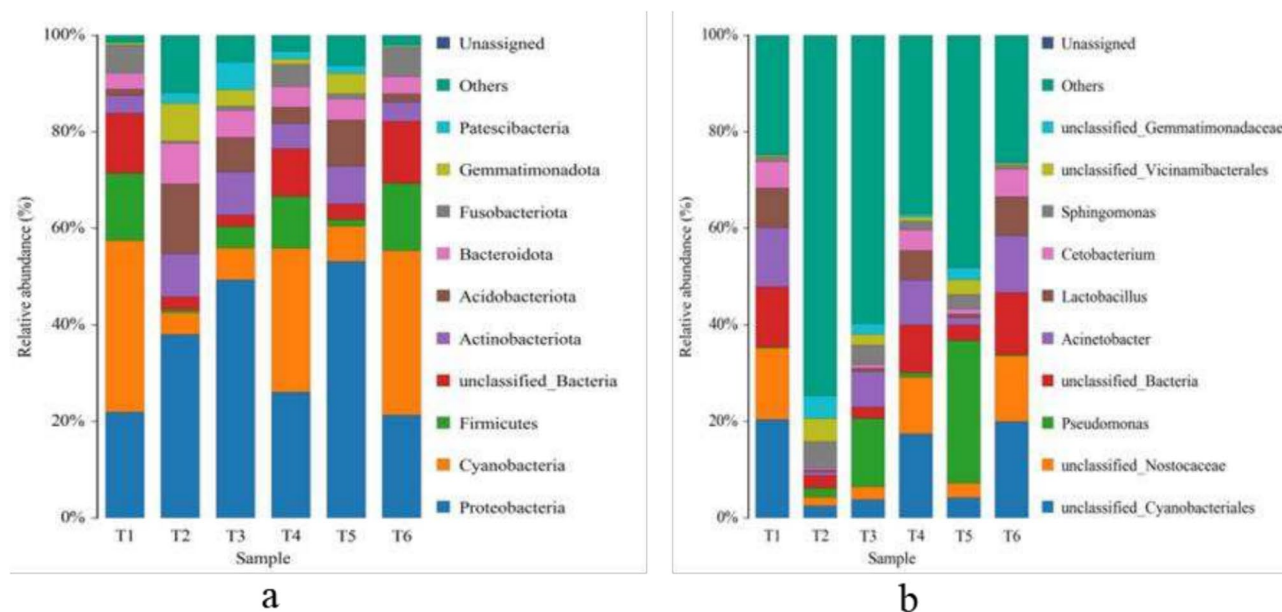 100%
80%
60%
40%
20%
0%
Relative abundance (%)
T1 T2 T3 T4 T5 T6
Sample
Unassigned
Others
Patescibacteria
Gemmatimonadota
Fusobacteriota
Bacteroidota
Acidobacteriota
Actinobacteriota
unclassified_Bacteria
Firmicutes
Cyanobacteria
Proteobacteria
a
100%
80%
60%
40%
20%
0%
Relative abundance (%)
T1 T2 T3 T4 T5 T6
Sample
Unassigned
Others
unclassified_Gemmatimonadaceae
unclassified_Vicinamibacterales
Sphingomonas
Cetobacterium
Lactobacillus
Acinetobacter
unclassified_Bacteria
Pseudomonas
unclassified_Nostocaceae
unclassified_Cyanobacteriales
b